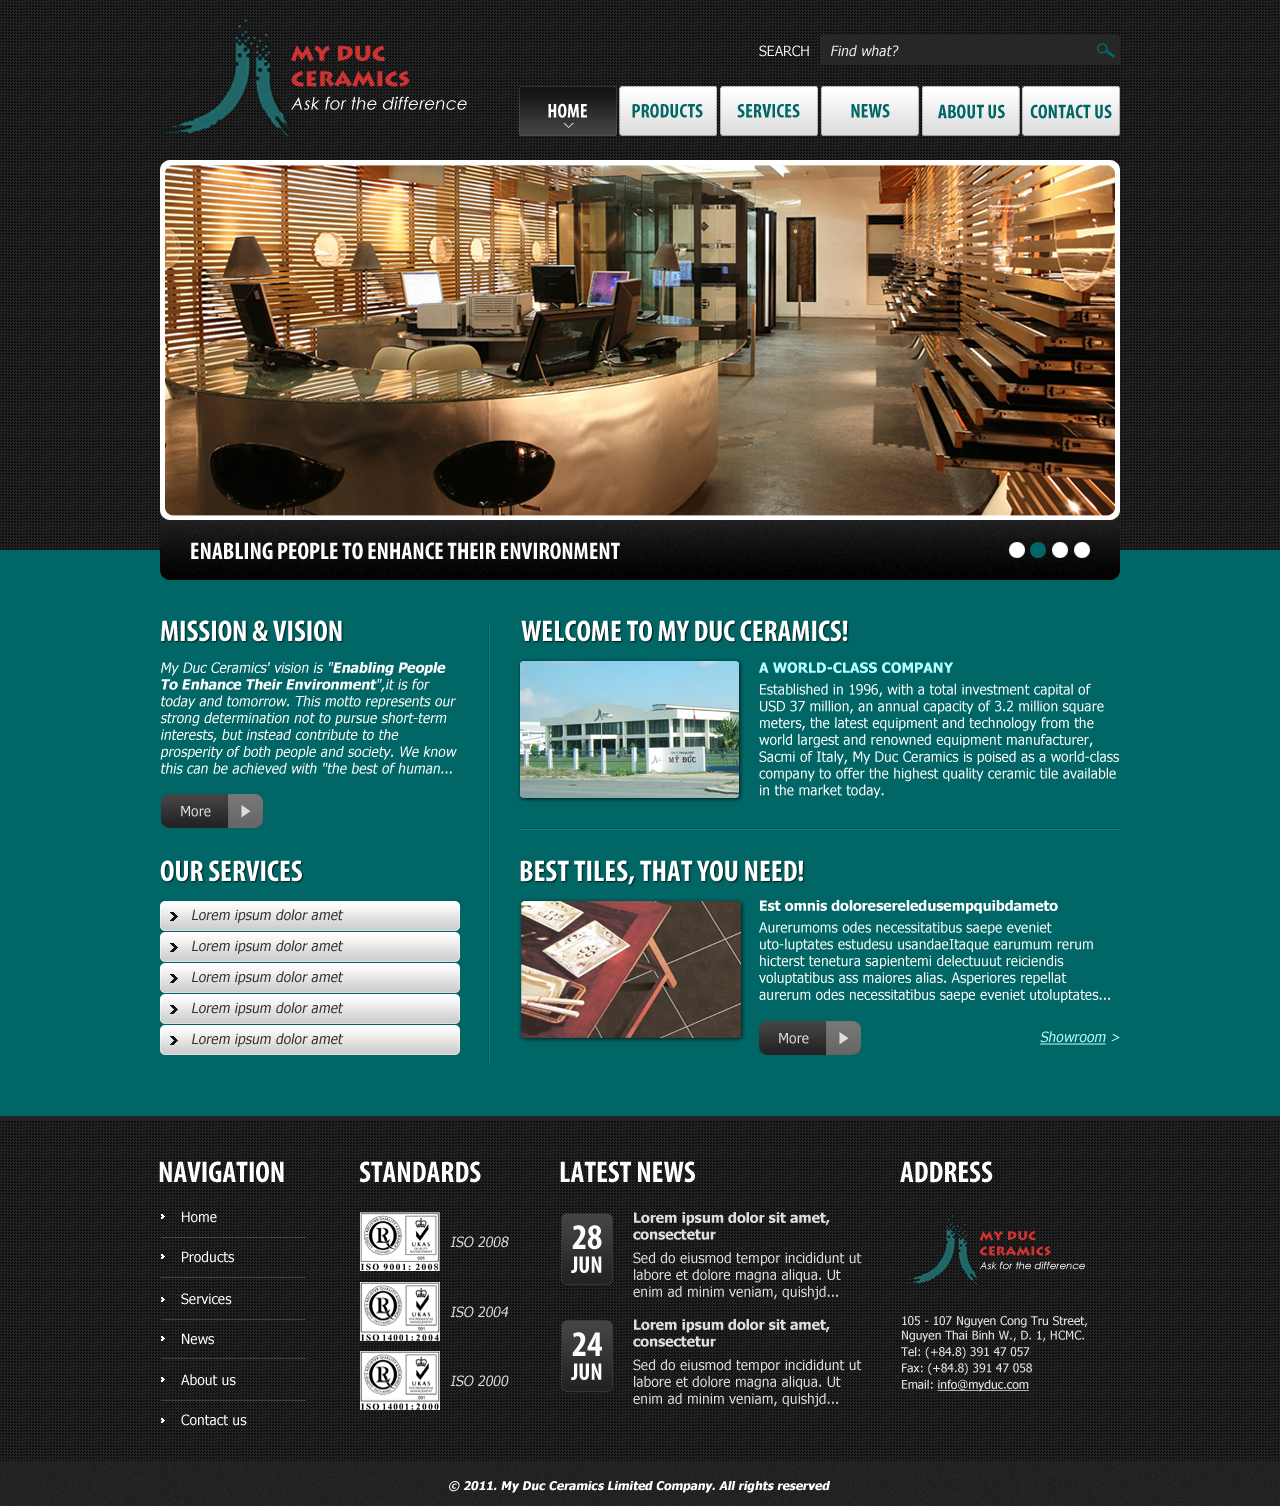 MY DUC
CERAMICS
Ask for the difference
SEARCH
Find what?
HOME
PRODUCTS
SERVICES
NEWS
ABOUT US
CONTACT US
ENABLING PEOPLE TO ENHANCE THEIR ENVIRONMENT
MISSION & VISION
My Duc Ceramics' vision is "Enabling People
To Enhance Their Environment",it is for
today and tomorrow. This motto represents our
strong determination not to pursue short-term
interests, but instead contribute to the
prosperity of both people and society. We know
this can be achieved with "the best of human...
More
OUR SERVICES
Lorem ipsum dolor amet
Lorem ipsum dolor amet
Lorem ipsum dolor amet
Lorem ipsum dolor amet
Lorem ipsum dolor amet
WELCOME TO MY DUC CERAMICS!
MỸ ĐỨC
A WORLD-CLASS COMPANY
Established in 1996, with a total investment capital of
USD 37 million, an annual capacity of 3.2 million square
meters, the latest equipment and technology from the
world largest and renowned equipment manufacturer,
Sacmi of Italy, My Duc Ceramics is poised as a world-class
company to offer the highest quality ceramic tile available
in the market today.
BEST TILES, THAT YOU NEED!
Est omnis doloresereledusempquibdameto
Aurerumoms odes necessitatibus saepe eveniet
uto-luptates estudesu usandaeItaque earumum rerum
hicterst tenetura sapientemi delectuuut reiciendis
voluptatibus ass maiores alias. Asperiores repellat
aurerum odes necessitatibus saepe eveniet utoluptates...
More
Showroom >
NAVIGATION
Home
Products
Services
News
About us
Contact us
STANDARDS
UKAS
QUALITY
MANAGEMENT
001
ISO 9001: 2008
ISO 2008
UKAS
ENVIRONMENTAL
MANAGEMENT
001
ISO14001:2004
ISO 2004
UKAS
ENVIRONMENTAL
MANAGEMENT
001
ISO 14001:2000
ISO 2000
LATEST NEWS
28
JUN
Lorem ipsum dolor sit amet,
consectetur
Sed do eiusmod tempor incididunt ut
labore et dolore magna aliqua. Ut
enim ad minim veniam, quishjd...
24
JUN
Lorem ipsum dolor sit amet,
consectetur
Sed do eiusmod tempor incididunt ut
labore et dolore magna aliqua. Ut
enim ad minim veniam, quishjd...
ADDRESS
MY DUC
CERAMICS
Ask for the difference
105 - 107 Nguyen Cong Tru Street,
Nguyen Thai Binh W., D. 1, HCMC.
Tel: (+84.8) 391 47 057
Fax: (+84.8) 391 47 058
Email: info@myduc.com
© 2011. My Duc Ceramics Limited Company. All rights reserved